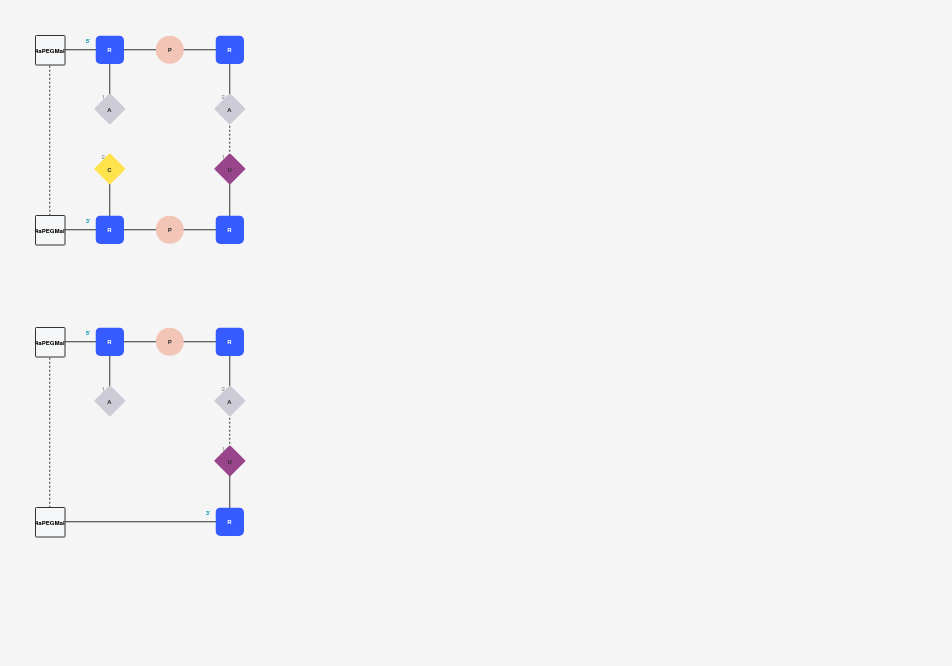 5'
4aPEGMal R P R
1 2
A A
2 1
C U
3'
4aPEGMal R P R
5'
4aPEGMal R P R
1 2
A A
1
U
3'
4aPEGMal R